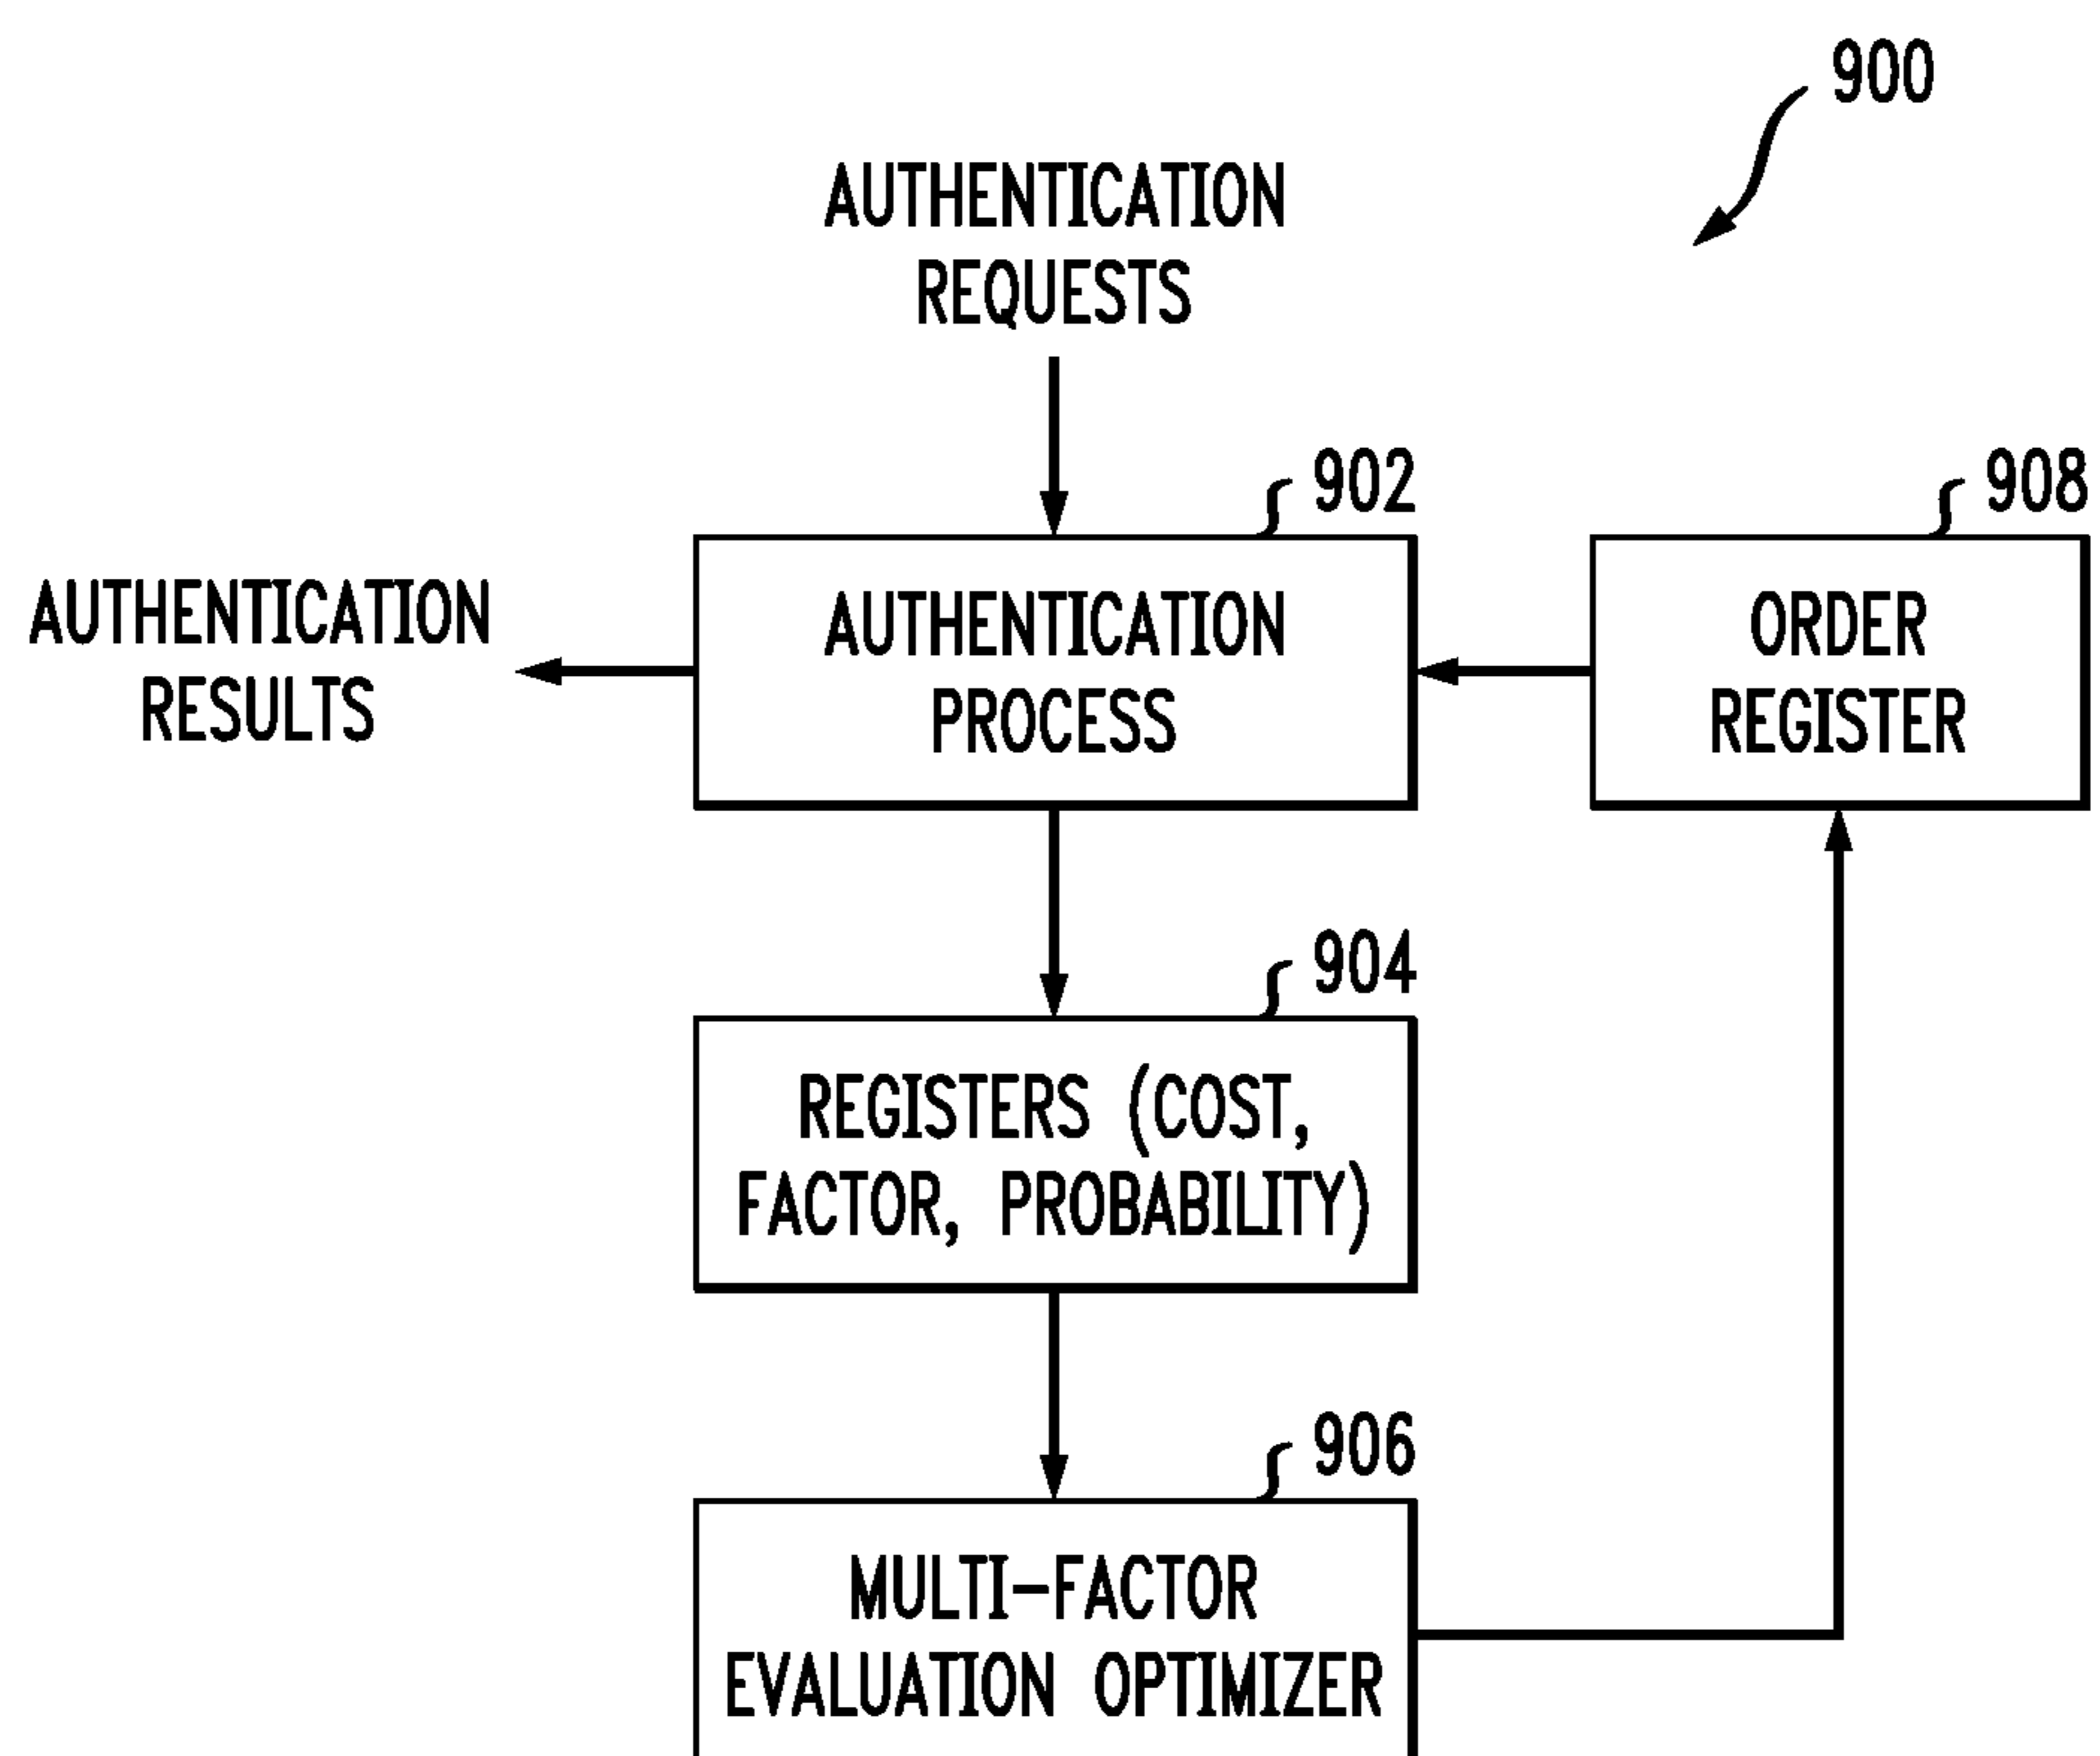 900
AUTHENTICATION
REQUESTS
902
908
AUTHENTICATION
RESULTS
AUTHENTICATION
PROCESS
ORDER
REGISTER
904
REGISTERS (COST,
FACTOR, PROBABILITY)
906
MULTI-FACTOR
EVALUATION OPTIMIZER